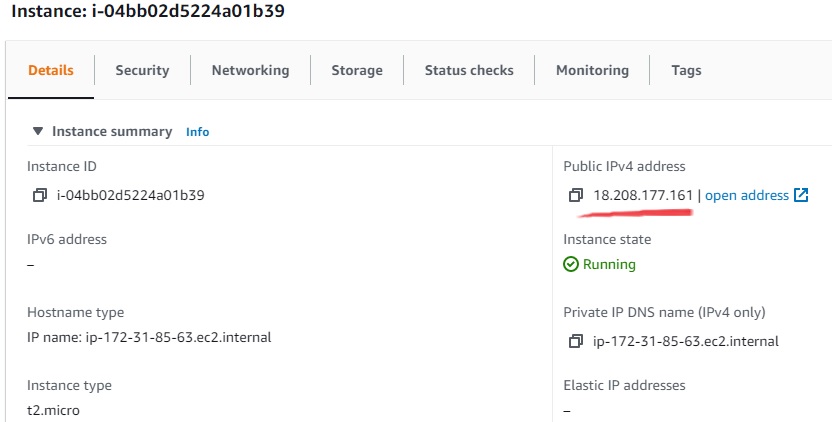 Instance: i-04bb02d5224a01b39
Details Security Networking Storage Status checks Monitoring Tags
Instance summary Info
Instance ID
i-04bb02d5224a01b39
Public IPv4 address
18.208.177.161 | open address
IPv6 address
–
Instance state
Running
Hostname type
IP name: ip-172-31-85-63.ec2.internal
Private IP DNS name (IPv4 only)
ip-172-31-85-63.ec2.internal
Instance type
t2.micro
Elastic IP addresses
–